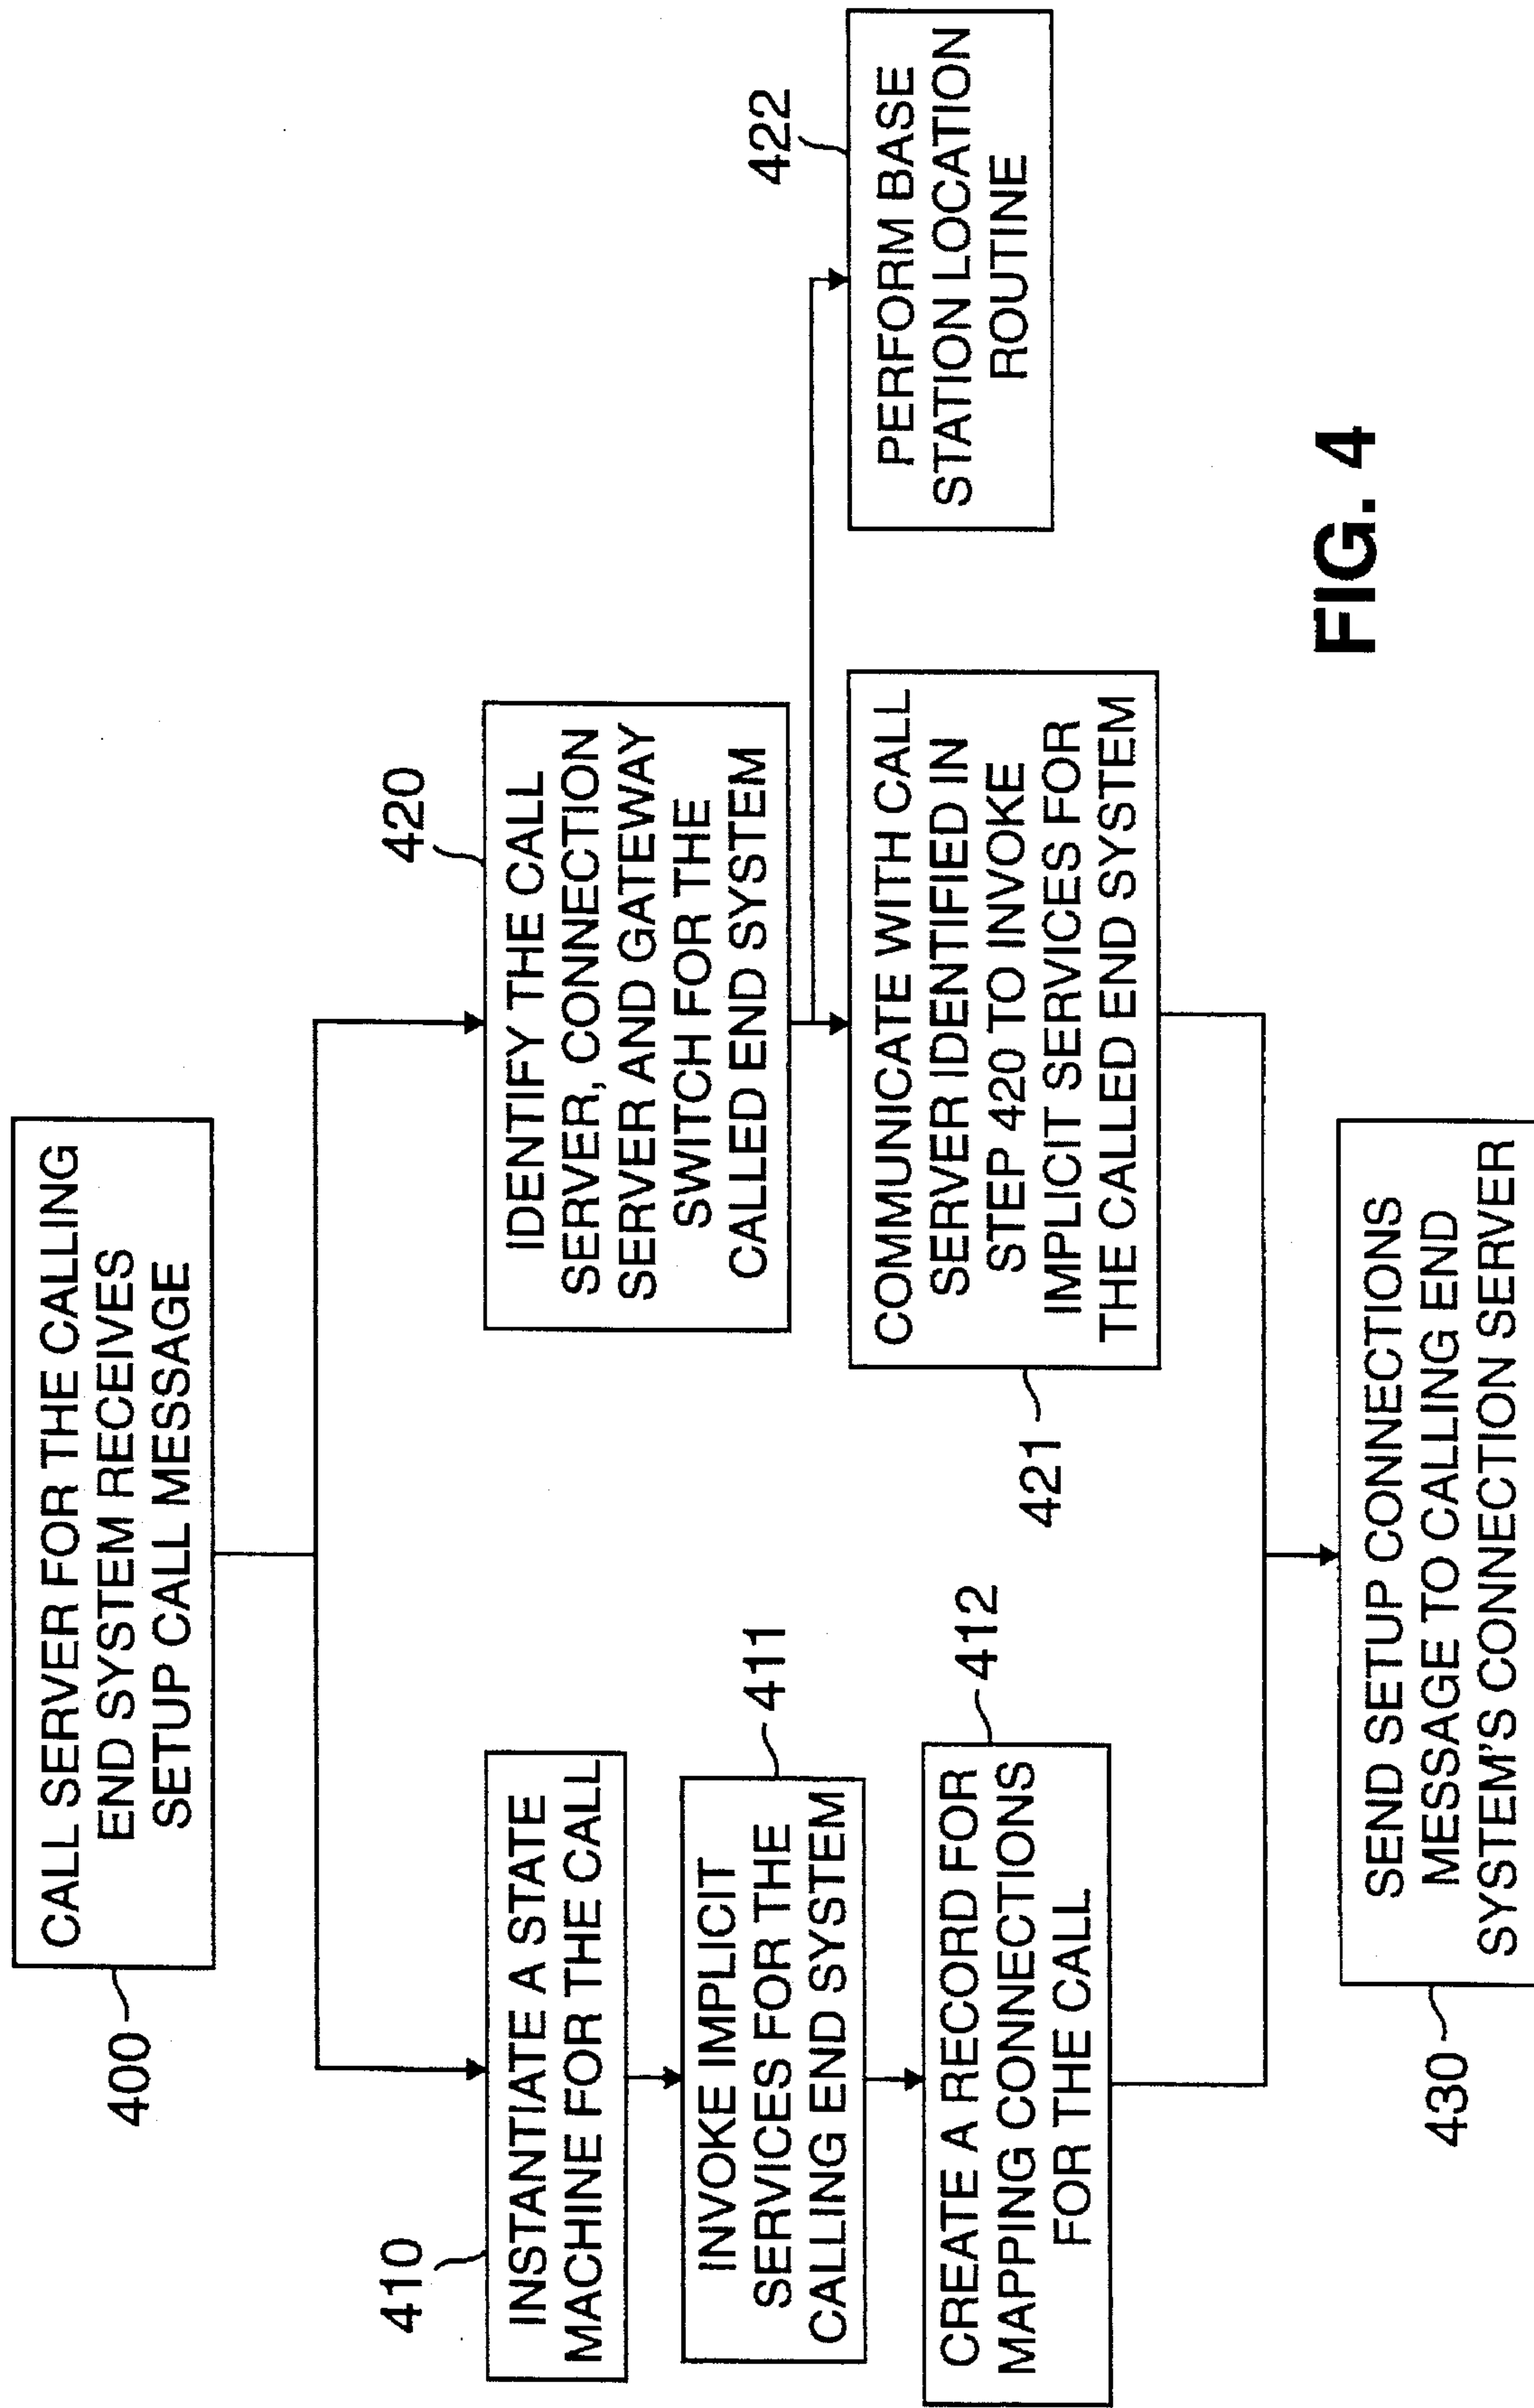 400
CALL SERVER FOR THE CALLING
END SYSTEM RECEIVES
SETUP CALL MESSAGE
410
INSTANTIATE A STATE
MACHINE FOR THE CALL
411
INVOKE IMPLICIT
SERVICES FOR THE
CALLING END SYSTEM
412
CREATE A RECORD FOR
MAPPING CONNECTIONS
FOR THE CALL
420
IDENTIFY THE CALL
SERVER, CONNECTION
SERVER AND GATEWAY
SWITCH FOR THE
CALLED END SYSTEM
421
COMMUNICATE WITH CALL
SERVER IDENTIFIED IN
STEP 420 TO INVOKE
IMPLICIT SERVICES FOR
THE CALLED END SYSTEM
422
PERFORM BASE
STATION LOCATION
ROUTINE
430
SEND SETUP CONNECTIONS
MESSAGE TO CALLING END
SYSTEM'S CONNECTION SERVER
FIG. 4